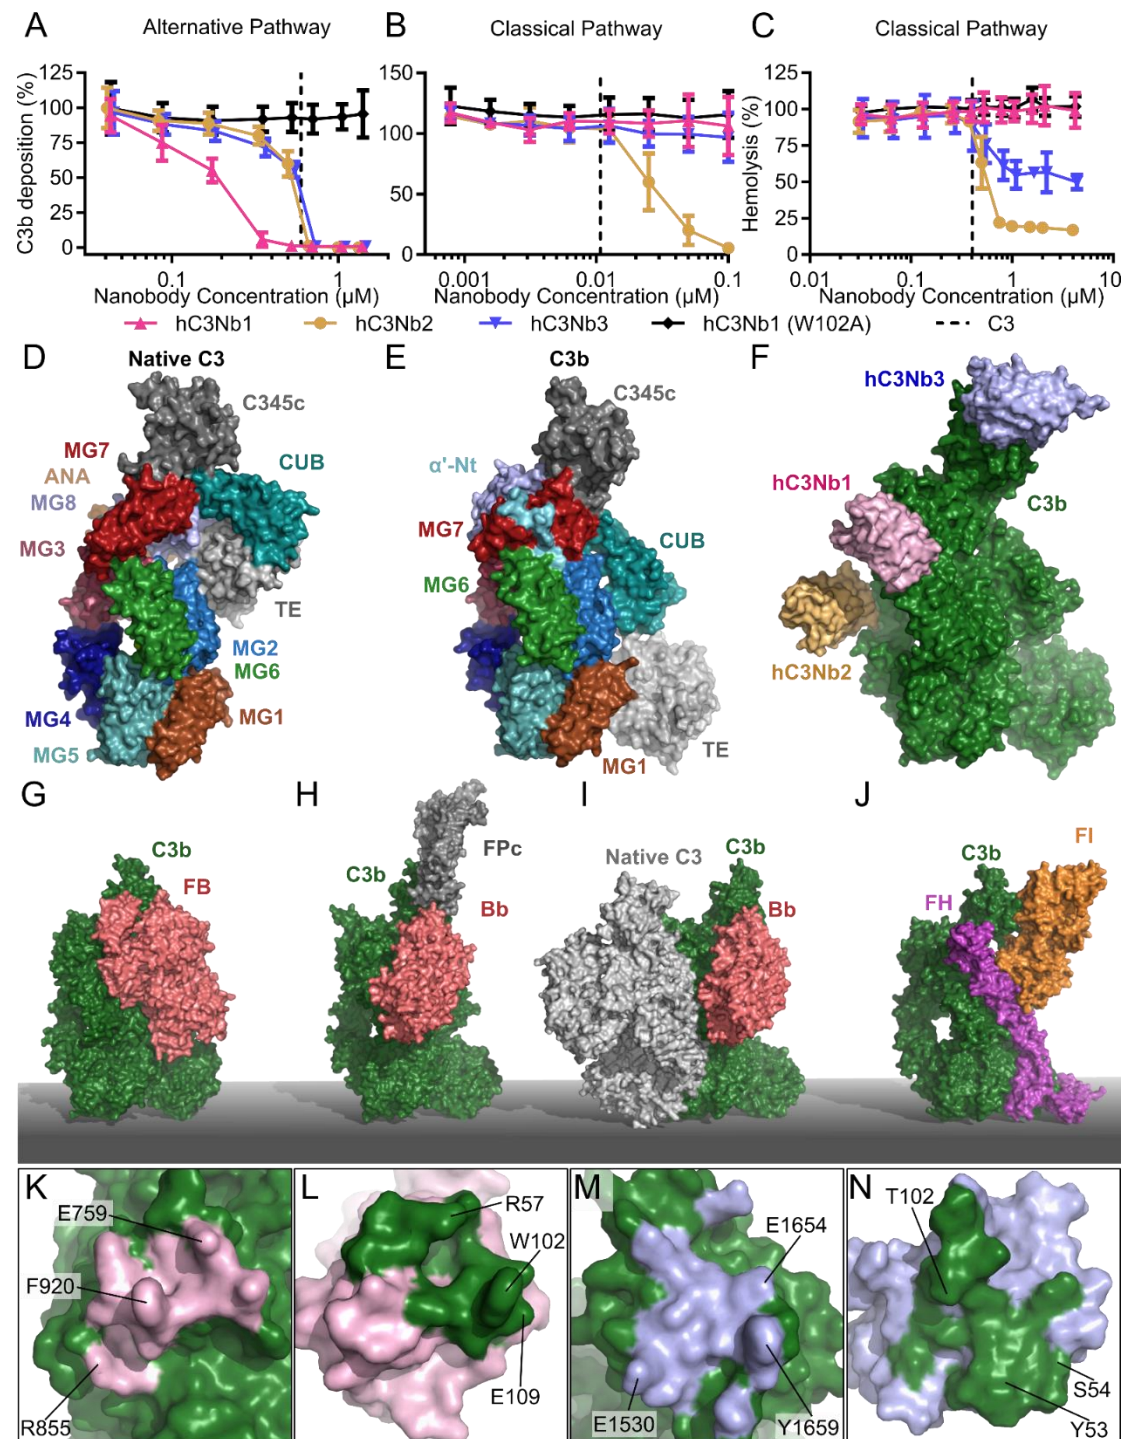 A
Alternative Pathway
B
Classical Pathway
C
Classical Pathway
C3b deposition (%)
125
100
75
50
25
0
0.1
1
Nanobody Concentration (µM)
150
100
50
0
0.001
0.01
0.1
Nanobody Concentration (µM)
Hemolysis (%)
125
100
75
50
25
0
0.01
0.1
1
10
Nanobody Concentration (µM)
hC3Nb1
hC3Nb2
hC3Nb3
hC3Nb1 (W102A)
C3
D
Native C3
C345c
MG7
ANA
MG8
CUB
MG3
TE
MG2
MG6
MG4
MG1
MG5
E
C3b
C345c
α'-Nt
MG7
CUB
MG6
TE
MG1
F
hC3Nb3
hC3Nb1
C3b
hC3Nb2
G
C3b
FB
H
FPc
C3b
Bb
I
Native C3
C3b
Bb
J
FI
C3b
FH
K
E759
F920
R855
L
R57
W102
E109
M
E1654
E1530
Y1659
N
T102
S54
Y53